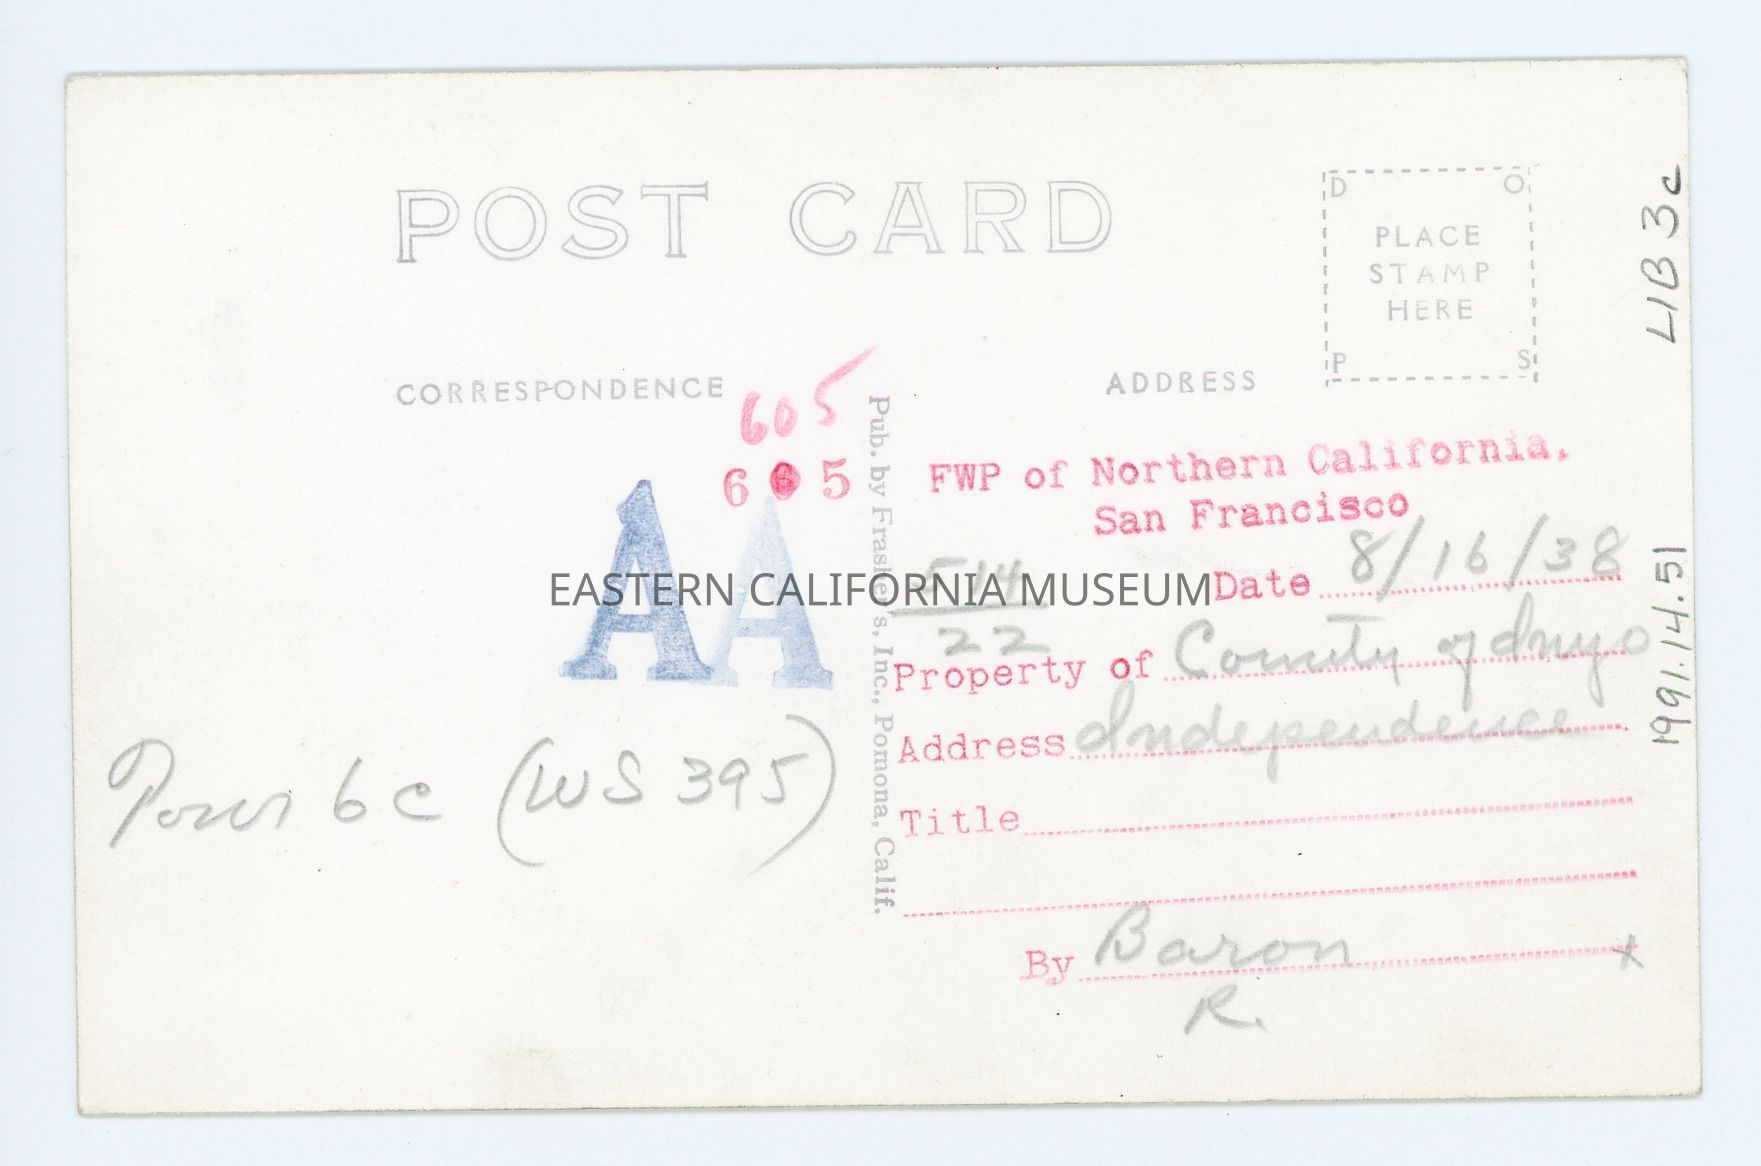 POST CARD
D O
PLACE
STAMP
HERE
P S
LIB 3c
CORRESPONDENCE
ADDRESS
605
6 5
AA
Pub. by Frasher's, Inc., Pomona, Calif.
FWP of Northern California,
San Francisco
514
22
Date 8/16/38
EASTERN CALIFORNIA MUSEUM
Property of County of Inyo
Address Independence
1991.14.51
6c (WS 395)
Title
By Baron x
R.